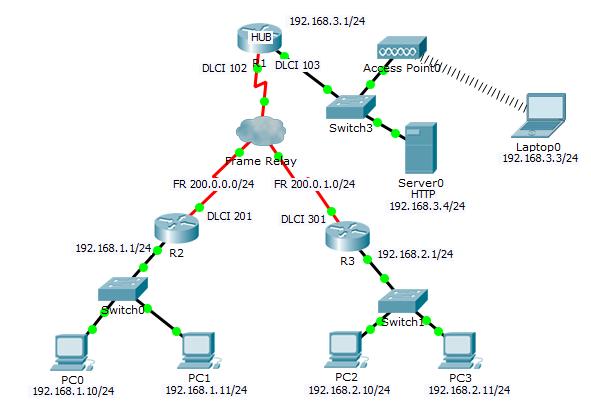 192.168.3.1/24
HUB
R1
DLCI 102
DLCI 103
Access Point0
Switch3
Laptop0
192.168.3.3/24
Frame Relay
Server0
HTTP
192.168.3.4/24
FR 200.0.0.0/24
FR 200.0.1.0/24
DLCI 201
DLCI 301
192.168.1.1/24
R2
R3
192.168.2.1/24
Switch0
Switch1
PC0
192.168.1.10/24
PC1
192.168.1.11/24
PC2
192.168.2.10/24
PC3
192.168.2.11/24